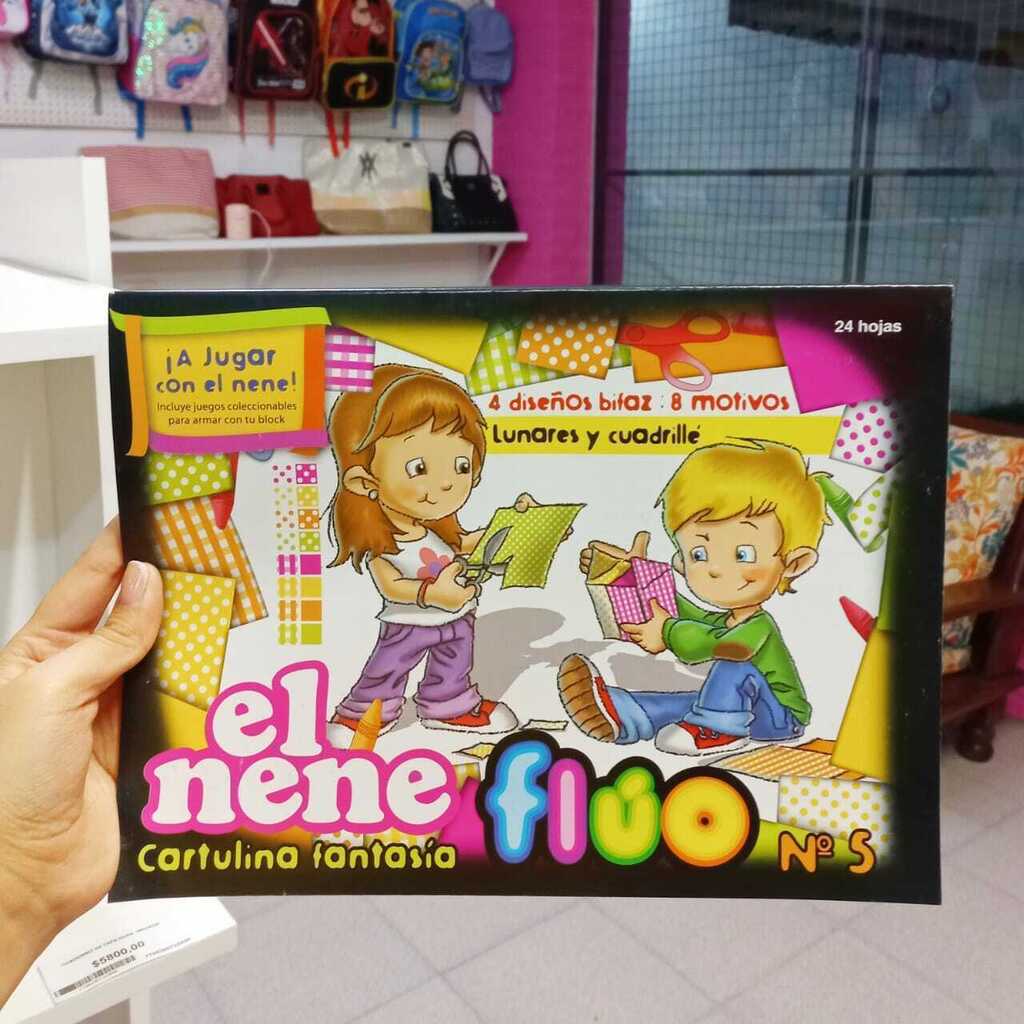 24 hojas
¡A Jugar
con el nene!
Incluye juegos coleccionables
para armar con tu block
4 diseños bifaz : 8 motivos
Lunares y cuadrillé
el
nene
flúo
Nº 5
Cartulina fantasía
$5800,00